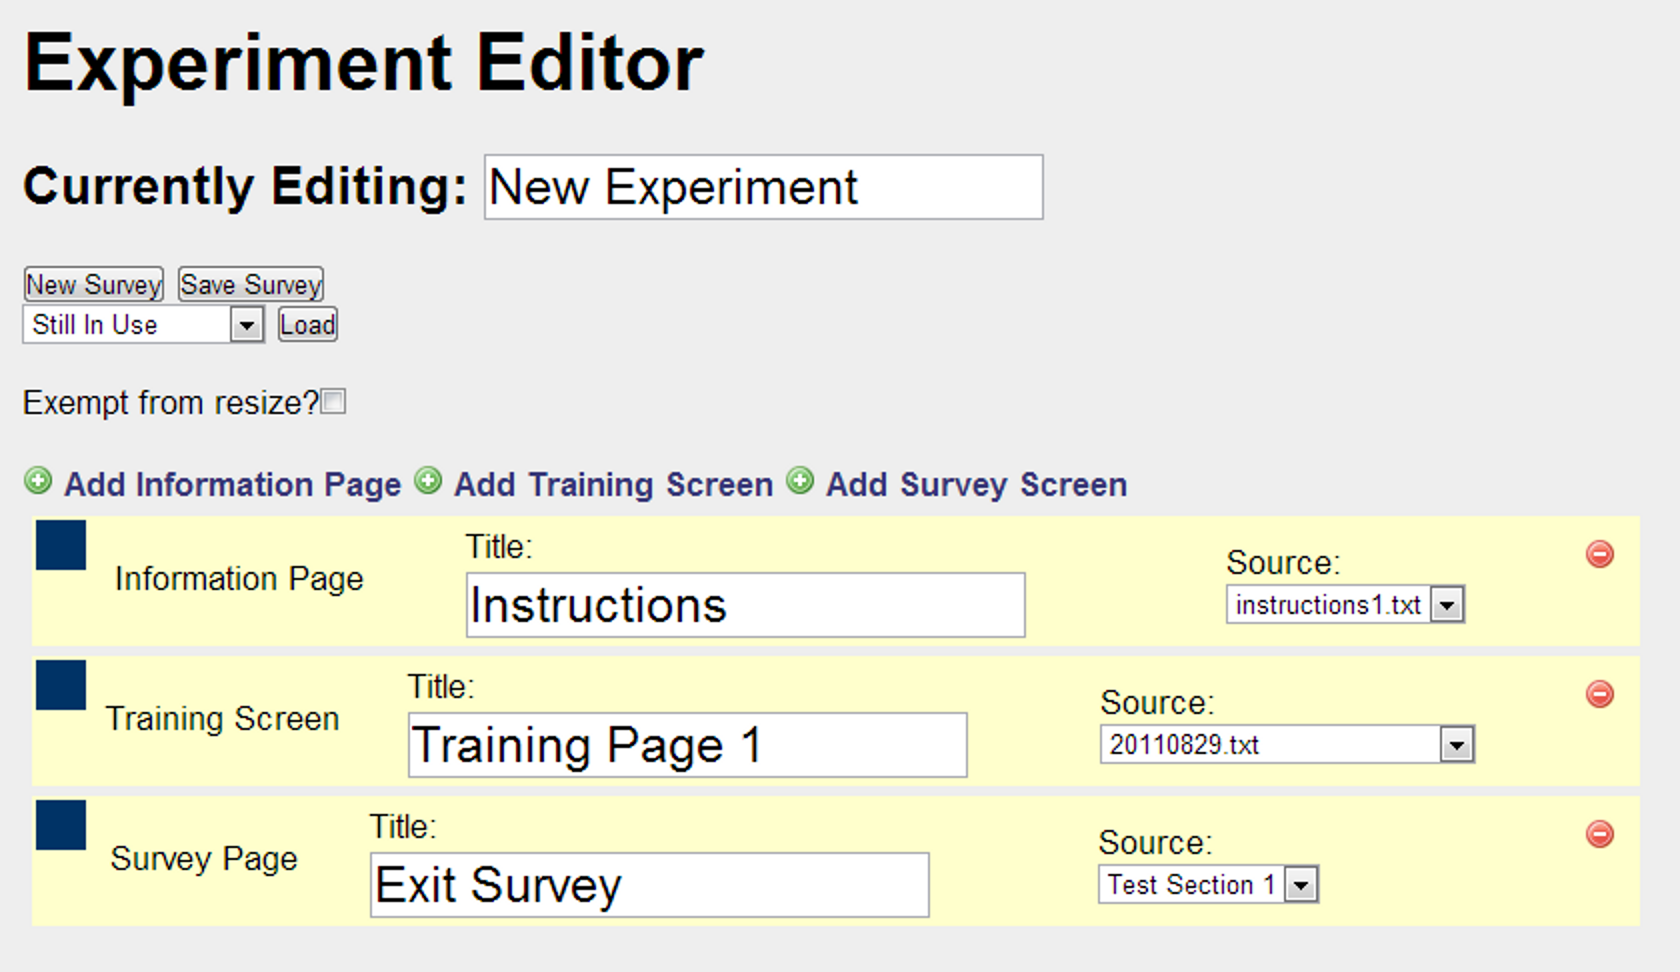 Experiment Editor
Currently Editing: New Experiment
New Survey Save Survey
Still In Use Load
Exempt from resize?
Add Information Page Add Training Screen Add Survey Screen
Information Page
Title:
Instructions
Source:
instructions1.txt
Training Screen
Title:
Training Page 1
Source:
20110829.txt
Survey Page
Title:
Exit Survey
Source:
Test Section 1